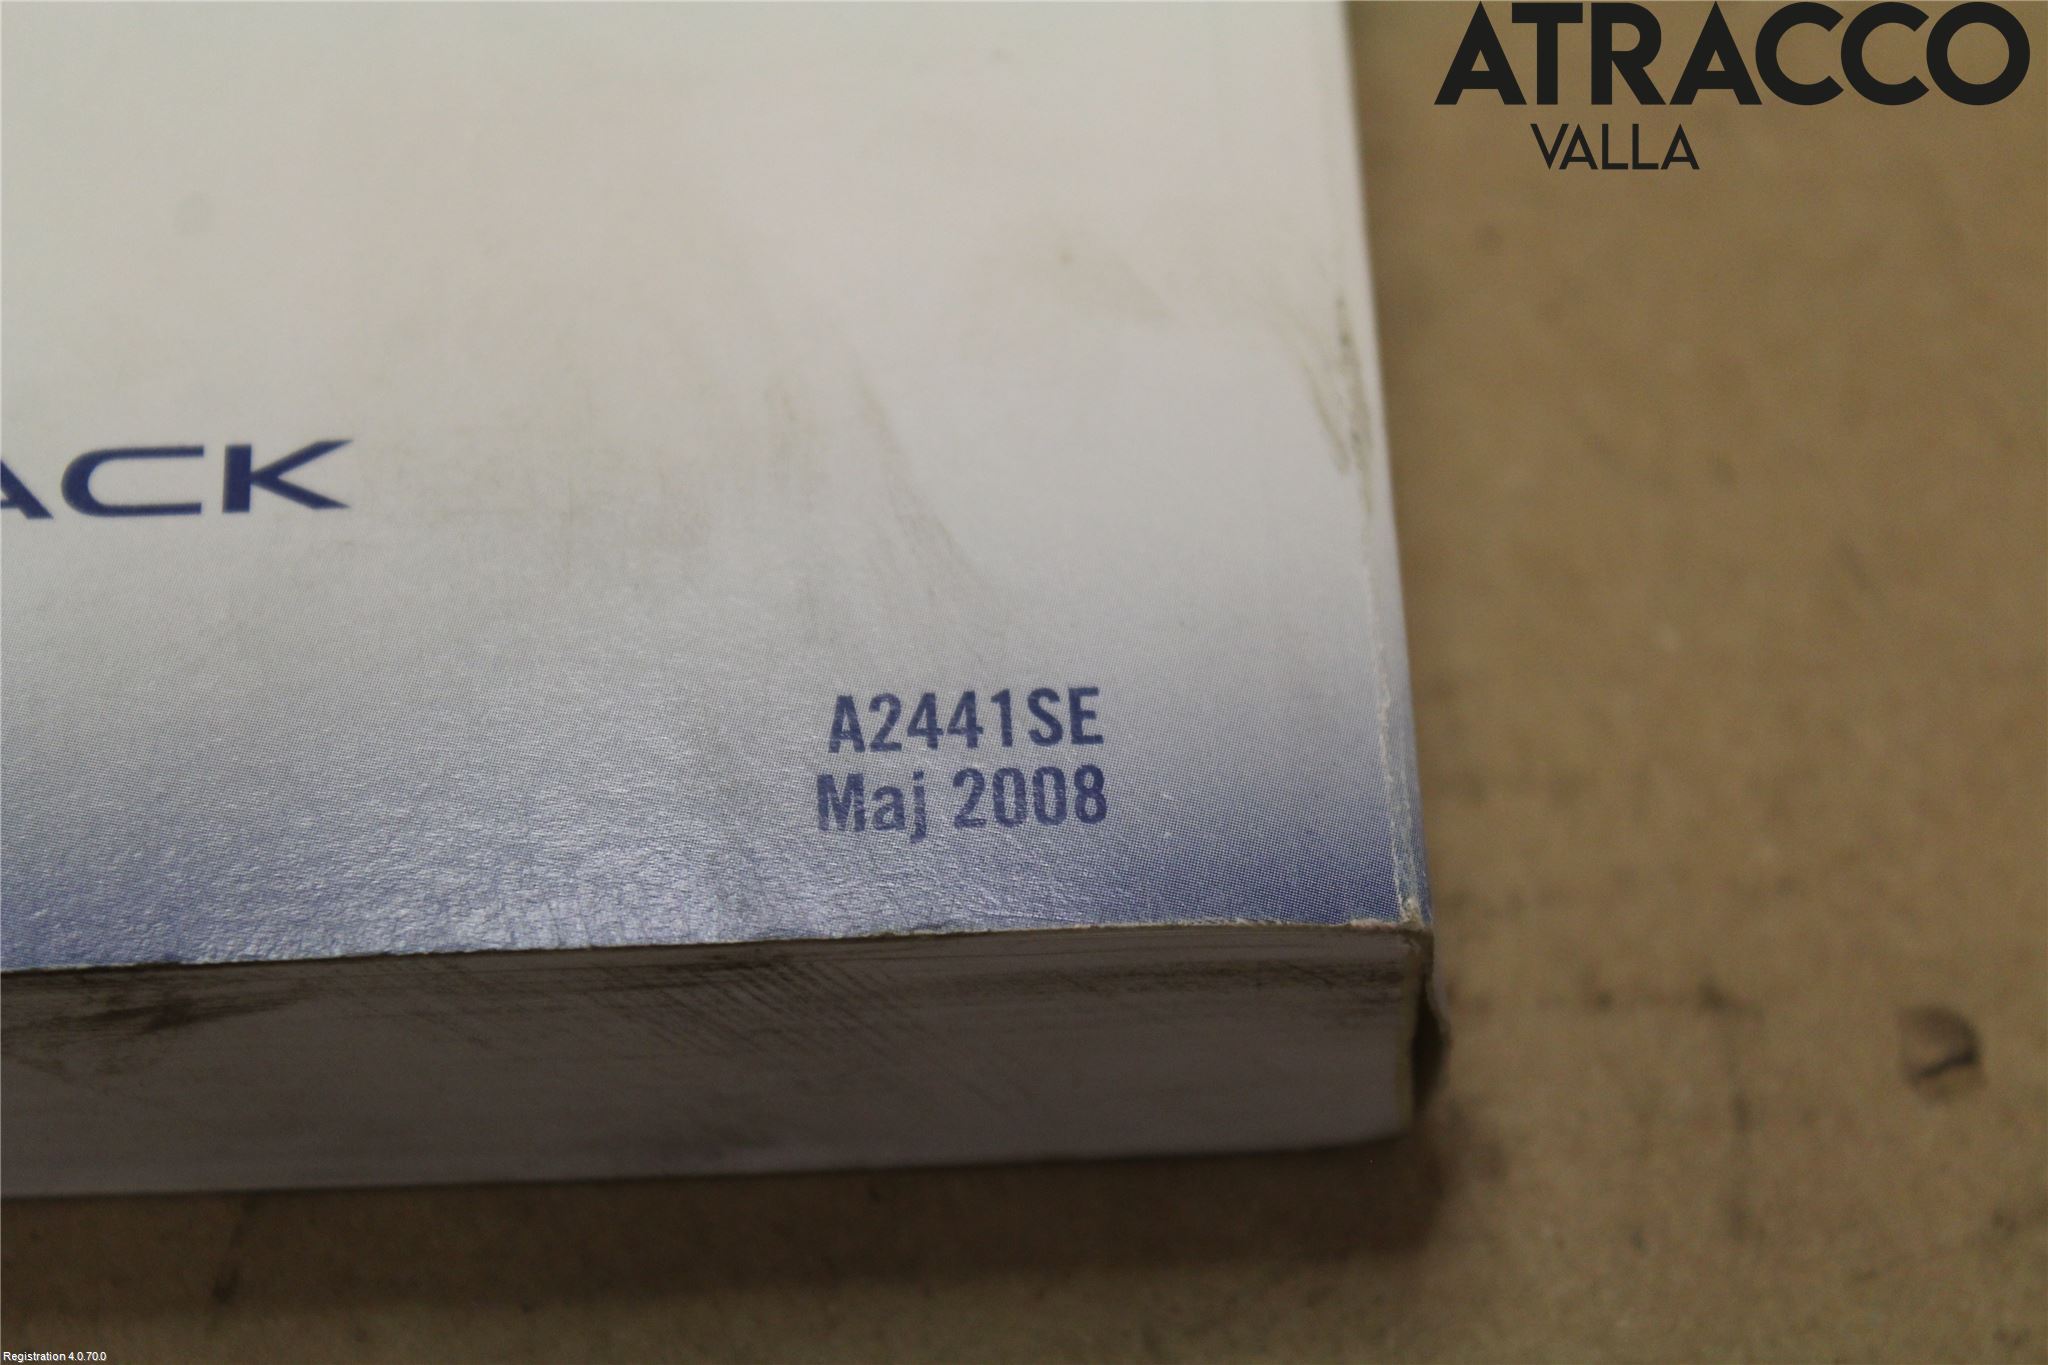 ATRACCO
VALLA
ACK
A2441SE
Maj 2008
Registration 4.0.70.0